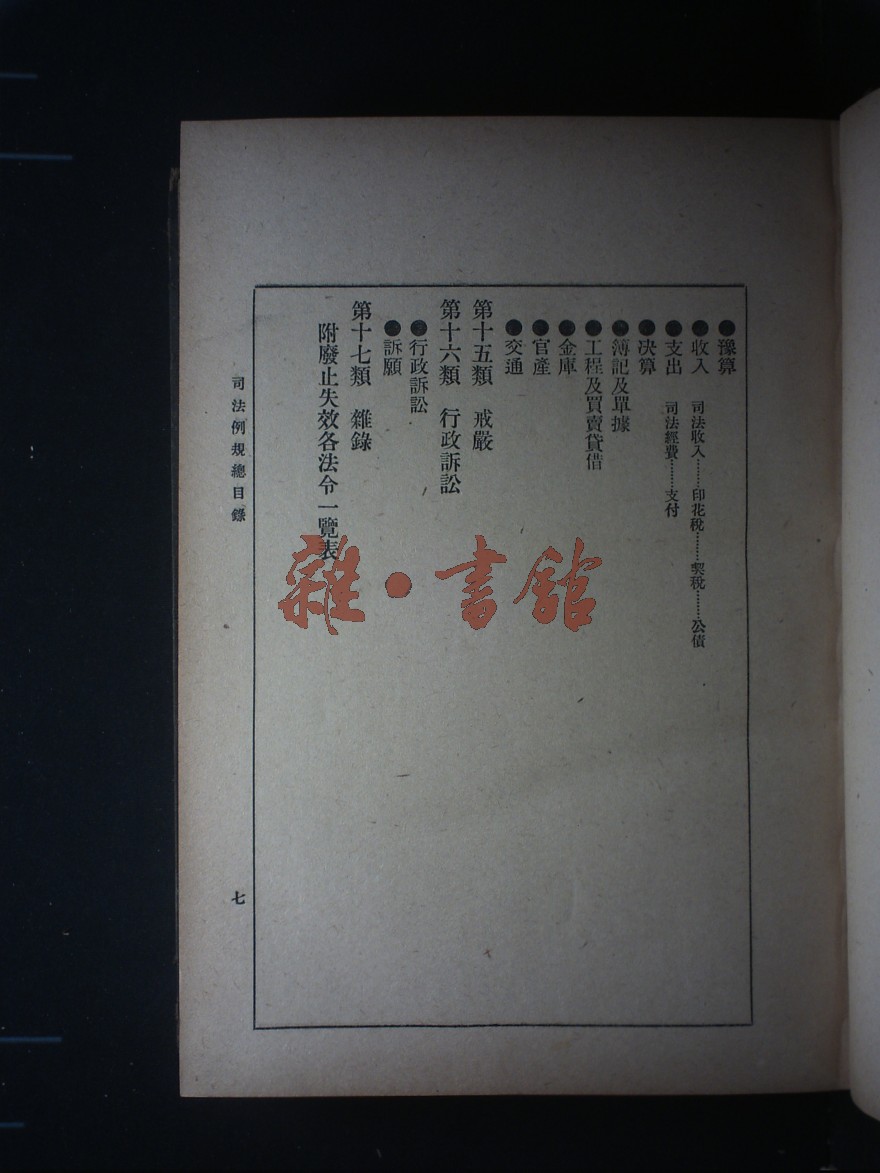 ●豫算
●收入　司法收入………印花稅………契稅………公債
●支出　司法經費………支付
●決算
●簿記及單據
●工程及買賣貸借
●金庫
●官產
●交通
第十五類　戒嚴
第十六類　行政訴訟
●行政訴訟
●訴願
第十七類　雜錄
附廢止失效各法令一覽表
司法例規總目錄
七
雜·書館